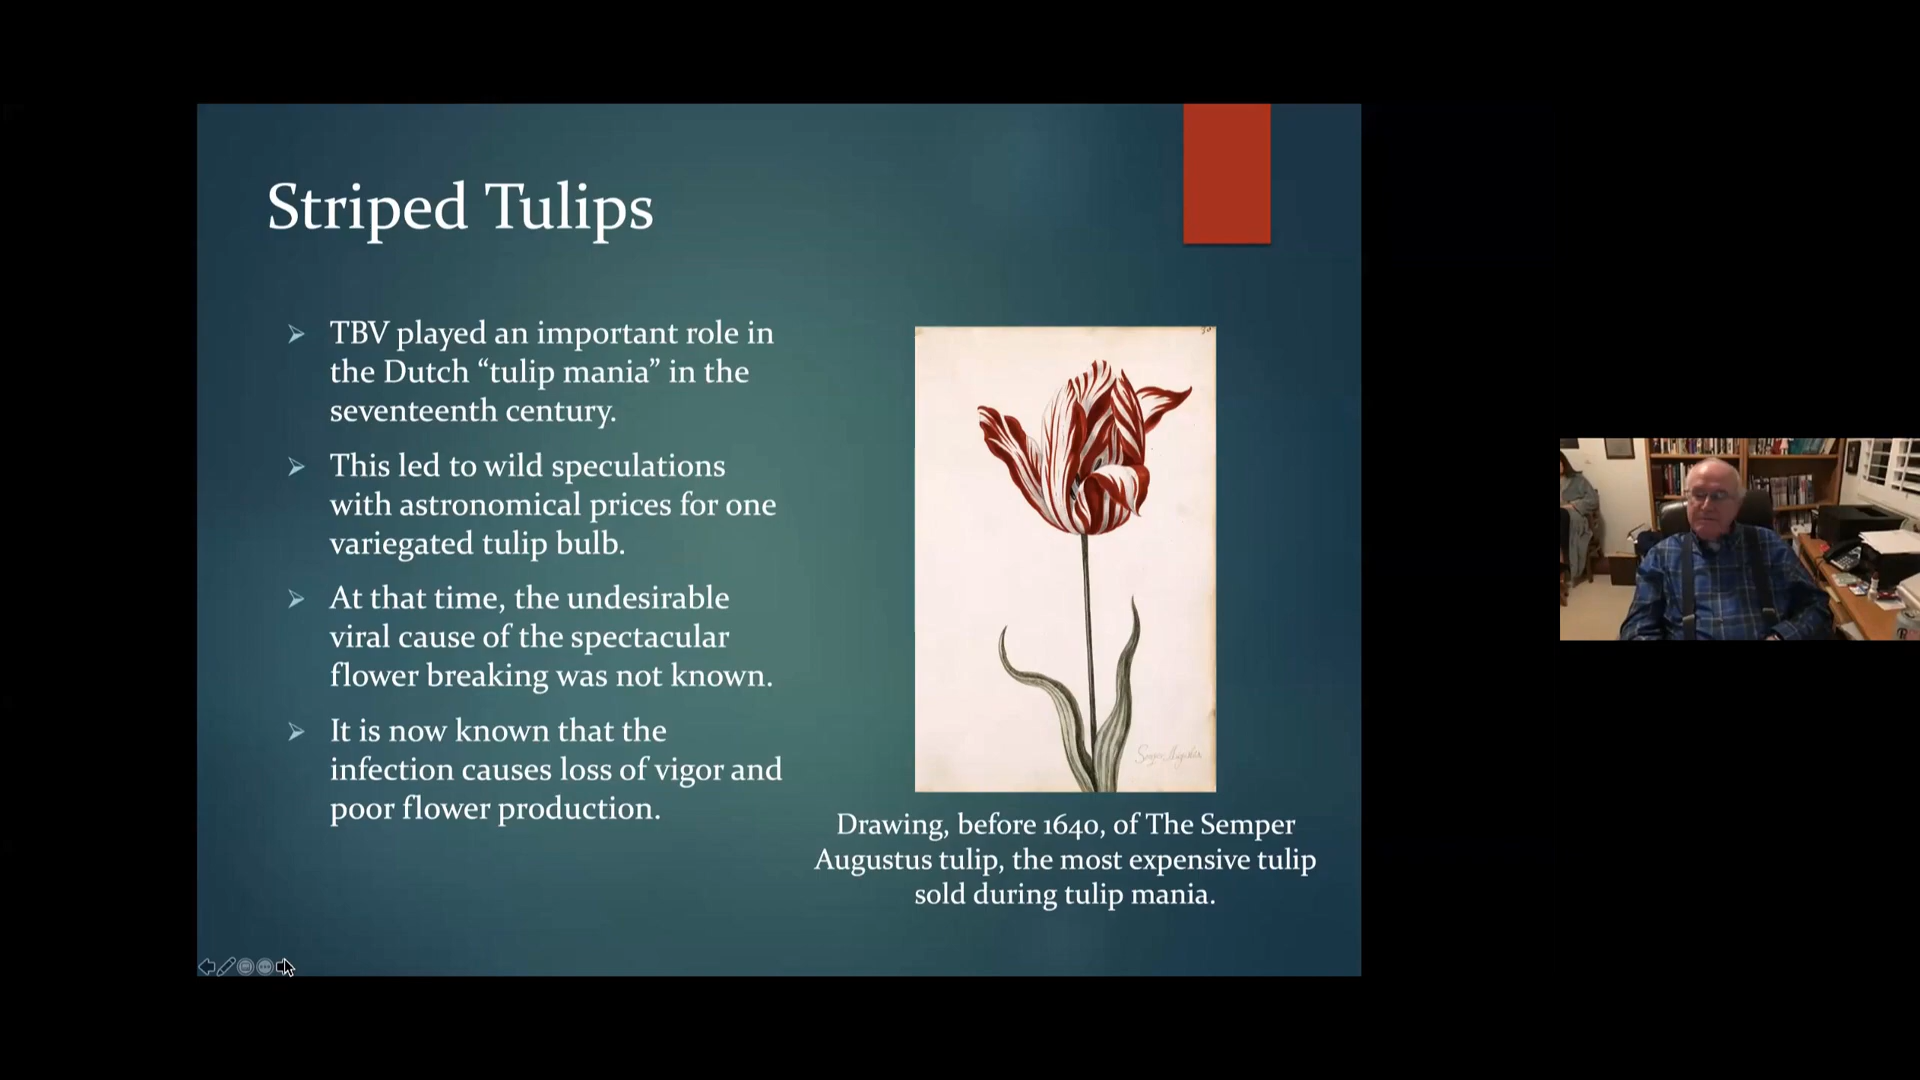 Striped Tulips
TBV played an important role in
the Dutch “tulip mania” in the
seventeenth century.
This led to wild speculations
with astronomical prices for one
variegated tulip bulb.
At that time, the undesirable
viral cause of the spectacular
flower breaking was not known.
It is now known that the
infection causes loss of vigor and
poor flower production.
Semper Augustus
Drawing, before 1640, of The Semper
Augustus tulip, the most expensive tulip
sold during tulip mania.